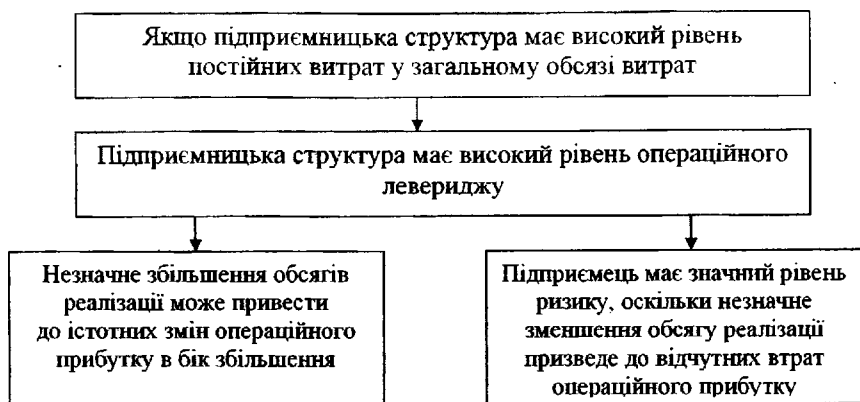 Якщо підприємницька структура має високий рівень
постійних витрат у загальному обсязі витрат
Підприємницька структура має високий рівень операційного
левериджу
Незначне збільшення обсягів
реалізації може привести
до істотних змін операційного
прибутку в бік збільшення
Підприємець має значний рівень
ризику, оскільки незначне
зменшення обсягу реалізації
призведе до відчутних втрат
операційного прибутку